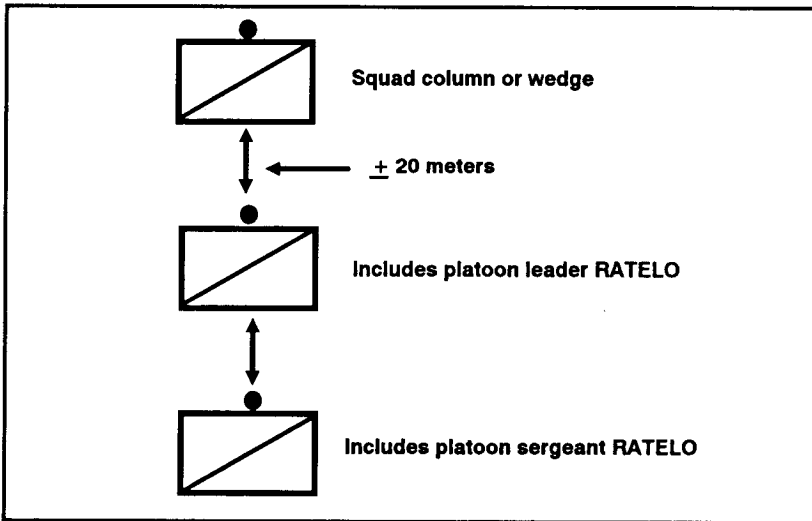 Squad column or wedge
± 20 meters
Includes platoon leader RATELO
Includes platoon sergeant RATELO